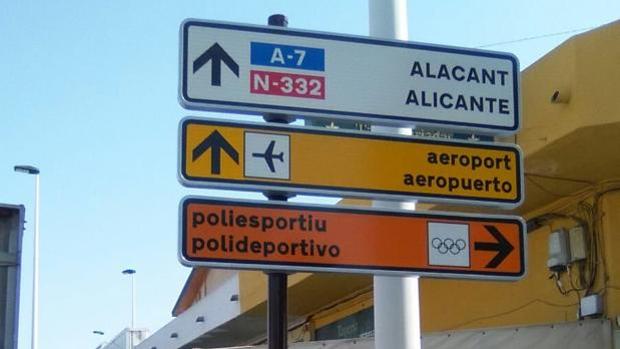 A-7
N-332
ALACANT
ALICANTE
aeroport
aeropuerto
poliesportiu
polideportivo